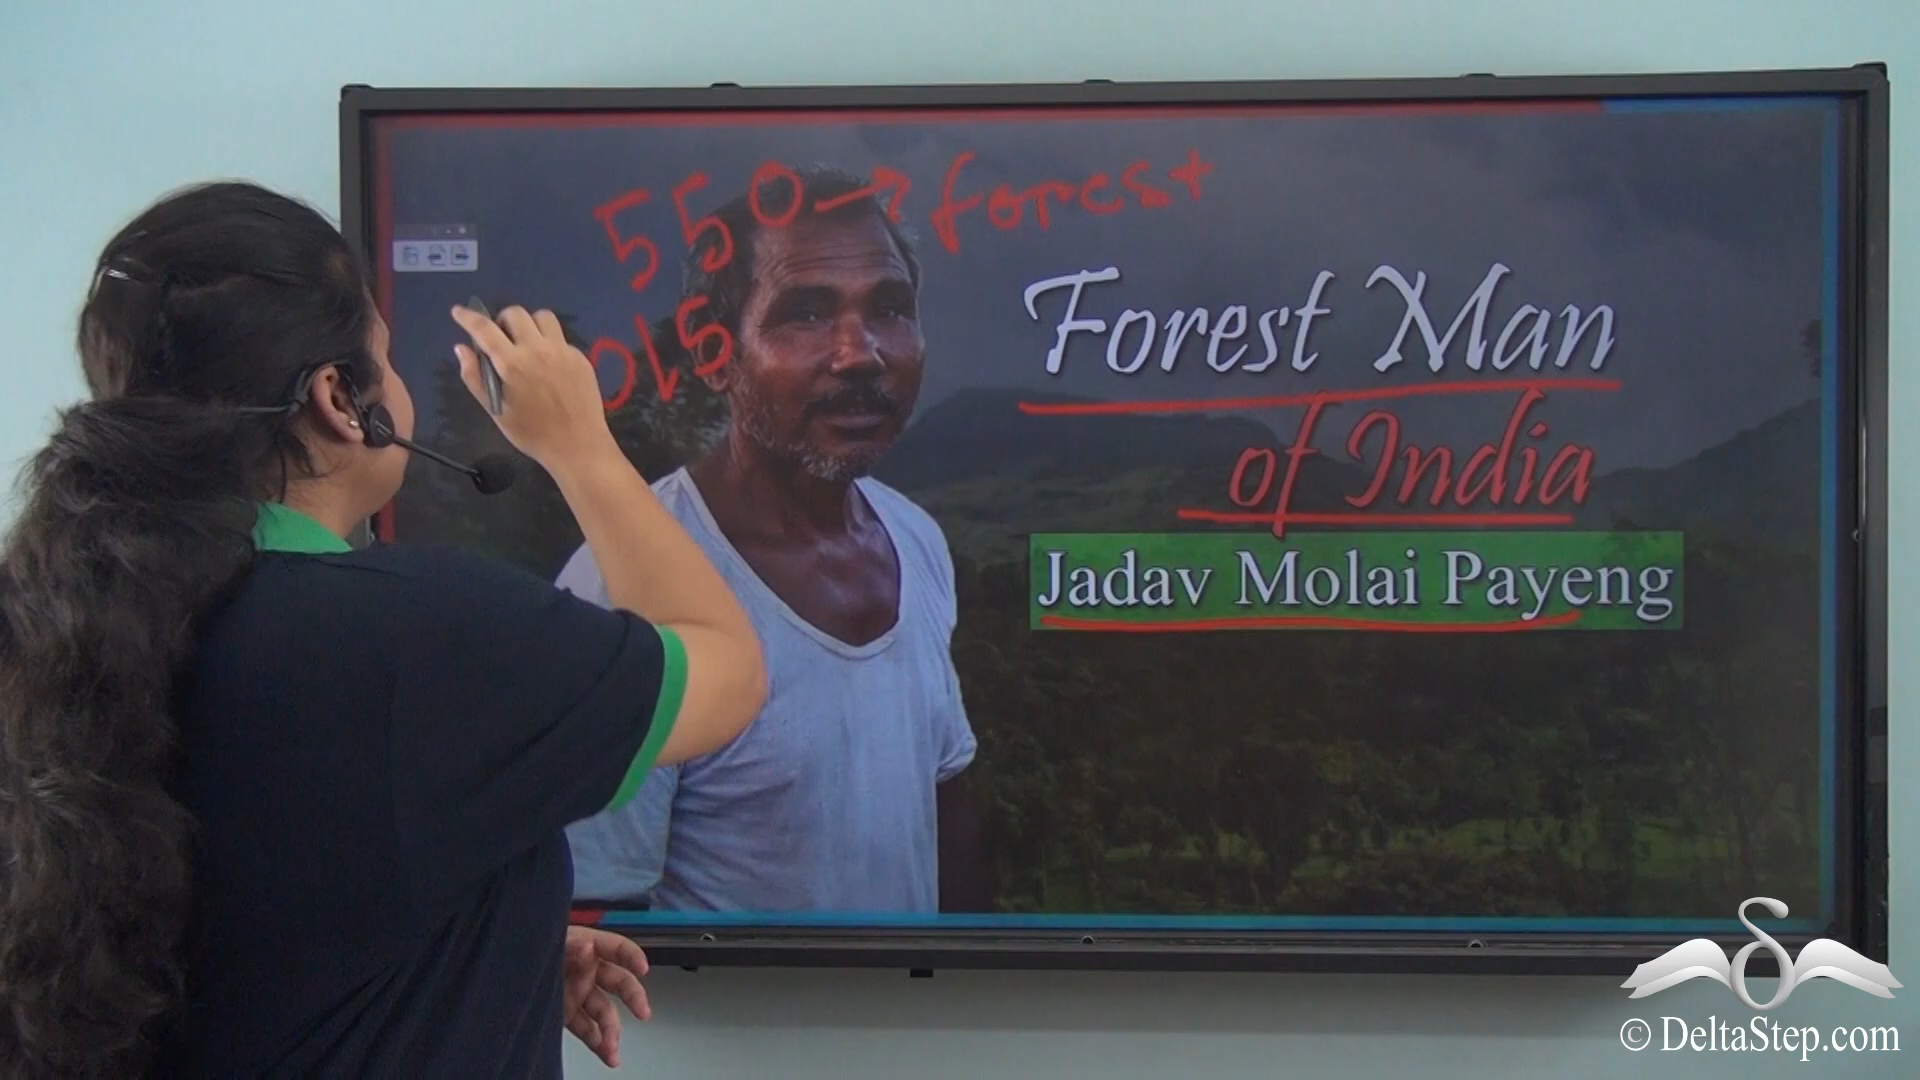 550 → forest
015
Forest Man
of India
Jadav Molai Payeng
© DeltaStep.com